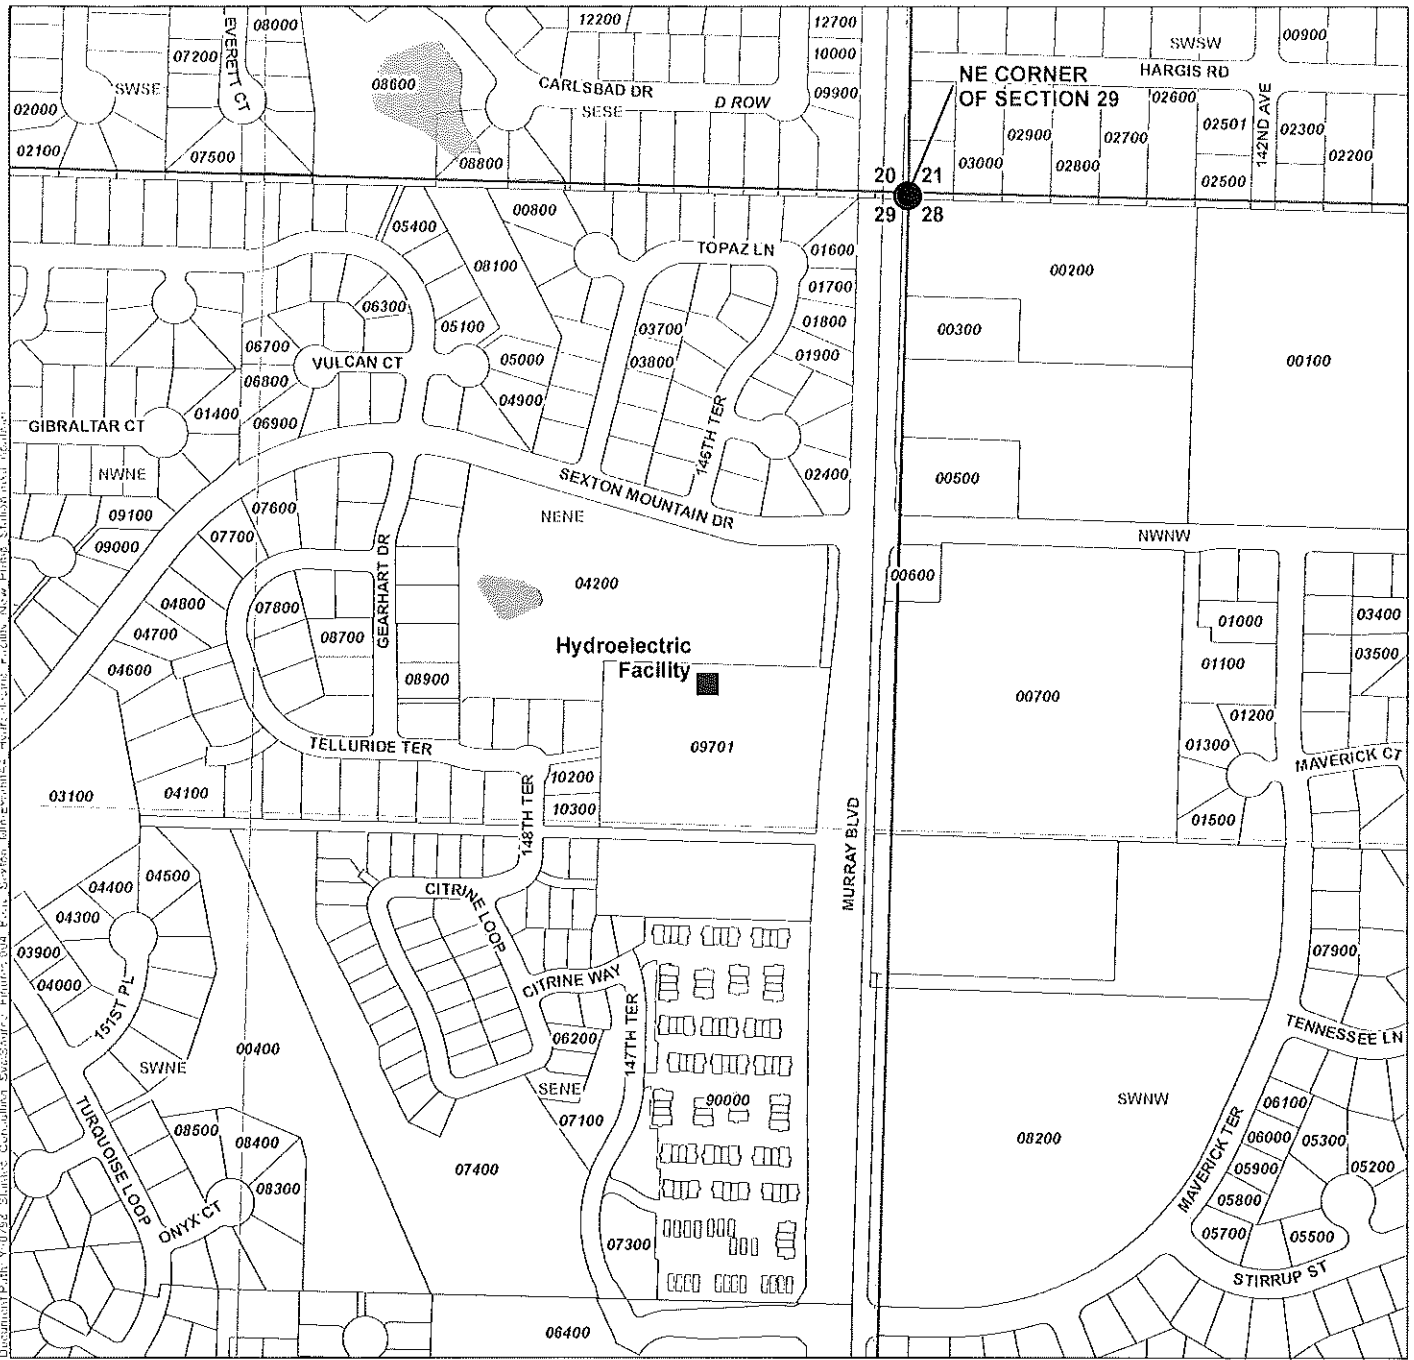 08000
12200
12700
00900
EVERETT CT
07200
10000
SWSW
SWSE
08600
CARLSBAD DR
D ROW
09900
NE CORNER
OF SECTION 29
HARGIS RD
02600
02000
SESE
142ND AVE
02900
02700
02501
02300
02100
07500
08800
03000
02800
02200
02500
20
21
29
28
00800
05400
TOPAZ LN
01600
08100
00200
01700
06300
05100
03700
01800
00300
06700
VULCAN CT
05000
03800
01900
00100
06800
04900
01400
06900
GIBRALTAR CT
146TH TER
NWNE
SEXTON MOUNTAIN DR
02400
00500
09100
07600
NENE
07700
NWNW
09000
GEARHART DR
04200
00600
04800
07800
04700
08700
01000
03400
Hydroelectric
Facility
04600
08900
01100
03500
00700
01200
TELLURIDE TER
09701
01300
MAVERICK CT
03100
04100
148TH TER
10200
10300
MURRAY BLVD
01500
04500
04400
CITRINE LOOP
04300
03900
07900
04000
CITRINE WAY
151ST PL
147TH TER
TENNESSEE LN
06200
00400
SWNE
SENE
90000
SWNW
07100
06100
TURQUOISE LOOP
08500
08400
08200
MAVERICK TER
06000
05300
07400
05900
05200
08300
05800
ONYX CT
07300
05700
05500
STIRRUP ST
06400